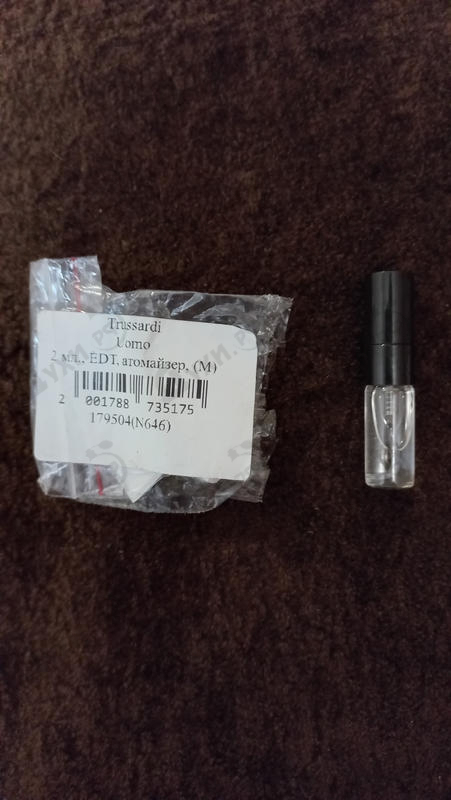 Trussardi
Uomo
2 мл., EDT, атомайзер, (М)
2 001788 735175
179504(N646)